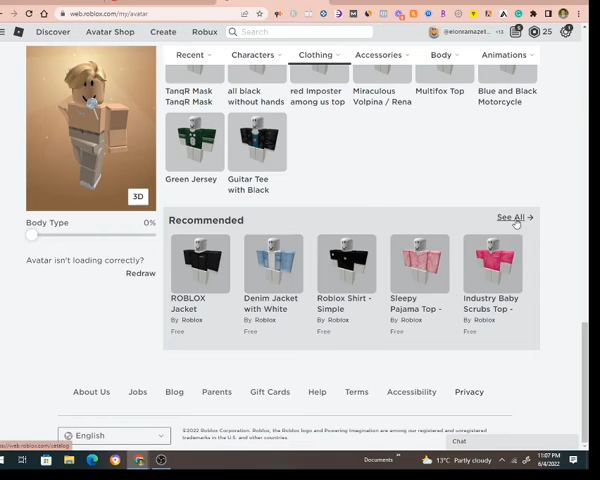 web.roblox.com/my/avatar
Discover
Avatar Shop
Create
Robux
Search
+13
25
Recent
Characters
Clothing
Accessories
Body
Animations
TanqR Mask
TanqR Mask
all black
without hands
red Imposter
among us top
Miraculous
Volpina / Rena
Multifox Top
Blue and Black
Motorcycle
3D
Green Jersey
Guitar Tee
with Black
Body Type
0%
Avatar isn't loading correctly?
Redraw
Recommended
See All
ROBLOX
Jacket
By Roblox
Free
Denim Jacket
with White
By Roblox
Free
Roblox Shirt -
Simple
By Roblox
Free
Sleepy
Pajama Top -
By Roblox
Free
Industry Baby
Scrubs Top -
By Roblox
Free
About Us
Jobs
Blog
Parents
Gift Cards
Help
Terms
Accessibility
Privacy
English
©2022 Roblox Corporation. Roblox, the Roblox logo and Powering Imagination are among our registered and unregistered
trademarks in the U.S. and other countries.
Chat
Documents
13°C Partly cloudy
11:07 PM
6/4/2022